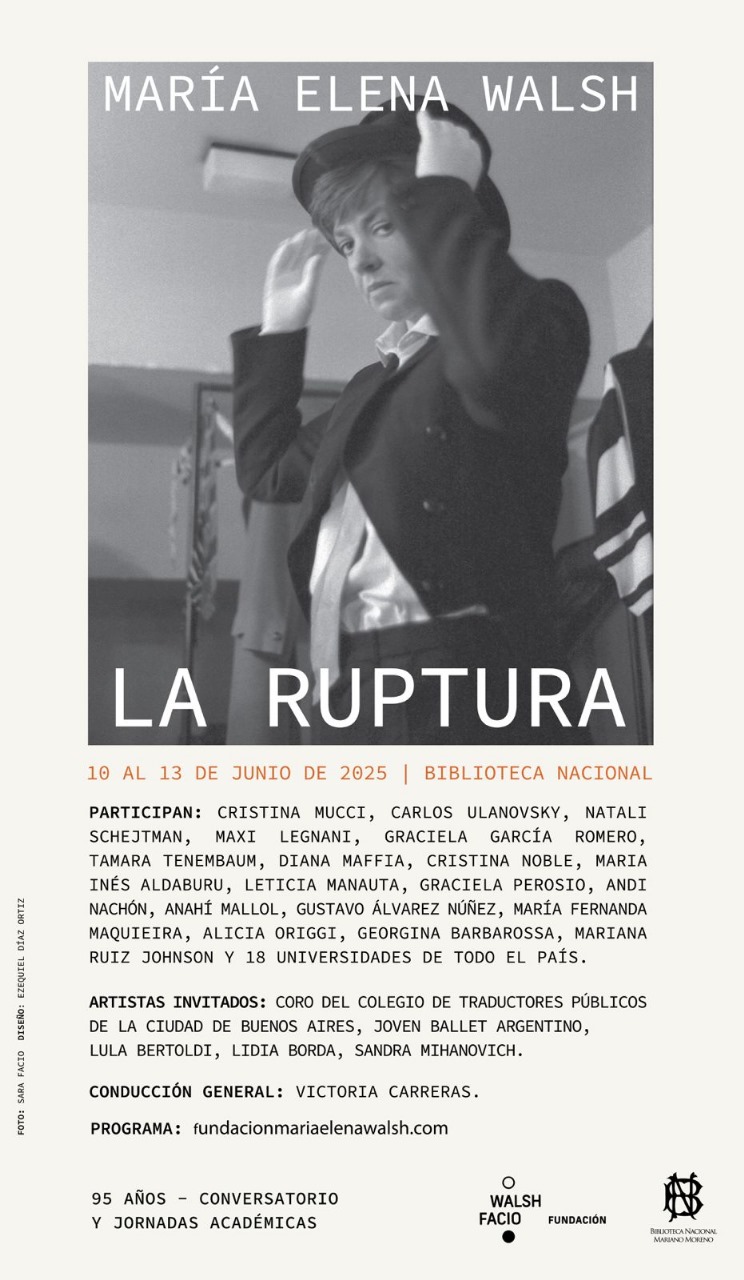 MARÍA ELENA WALSH
LA RUPTURA
10 AL 13 DE JUNIO DE 2025 | BIBLIOTECA NACIONAL
PARTICIPAN: CRISTINA MUCCI, CARLOS ULANOVSKY, NATALI
SCHEJTMAN, MAXI LEGNANI, GRACIELA GARCÍA ROMERO,
TAMARA TENEMBAUM, DIANA MAFFIA, CRISTINA NOBLE, MARIA
INÉS ALDABURU, LETICIA MANAUTA, GRACIELA PEROSIO, ANDI
NACHÓN, ANAHÍ MALLOL, GUSTAVO ÁLVAREZ NÚÑEZ, MARÍA FERNANDA
MAQUIEIRA, ALICIA ORIGGI, GEORGINA BARBAROSSA, MARIANA
RUIZ JOHNSON Y 18 UNIVERSIDADES DE TODO EL PAÍS.
ARTISTAS INVITADOS: CORO DEL COLEGIO DE TRADUCTORES PÚBLICOS
DE LA CIUDAD DE BUENOS AIRES, JOVEN BALLET ARGENTINO,
LULA BERTOLDI, LIDIA BORDA, SANDRA MIHANOVICH.
CONDUCCIÓN GENERAL: VICTORIA CARRERAS.
PROGRAMA: fundacionmariaelenawalsh.com
FOTO: SARA FACIO DISEÑO: EZEQUIEL DÍAZ ORTIZ
95 AÑOS – CONVERSATORIO
Y JORNADAS ACADÉMICAS
WALSH
FACIO FUNDACIÓN
BIBLIOTECA NACIONAL
MARIANO MORENO